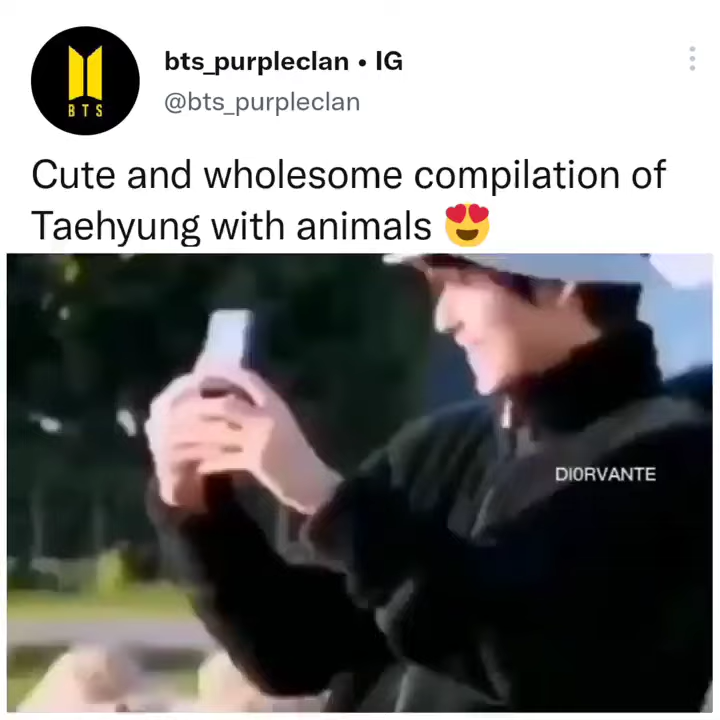 BTS
bts_purpleclan • IG
@bts_purpleclan
Cute and wholesome compilation of
Taehyung with animals 😍
DIORVANTE